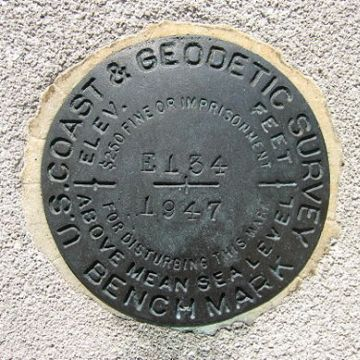 U.S. COAST & GEODETIC SURVEY
ELEV. FEET
$250 FINE OR IMPRISONMENT
E 134
1947
FOR DISTURBING THIS MARK
ABOVE MEAN SEA LEVEL
BENCH MARK